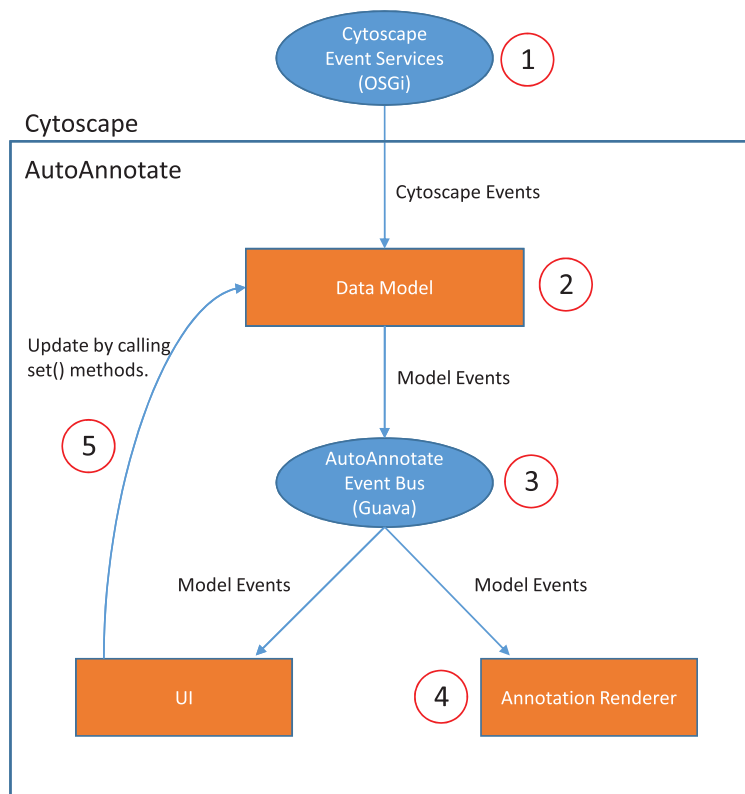 Cytoscape
Event Services
(OSGi)
1
Cytoscape
AutoAnnotate
Cytoscape Events
Data Model
2
Update by calling
set() methods.
Model Events
5
AutoAnnotate
Event Bus
(Guava)
3
Model Events
Model Events
UI
4
Annotation Renderer